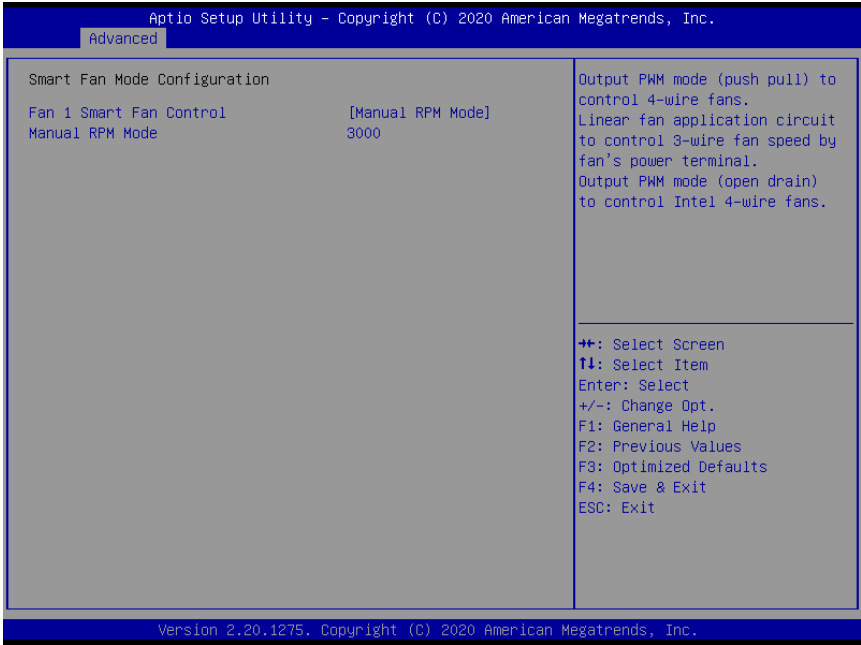 Aptio Setup Utility – Copyright (C) 2020 American Megatrends, Inc.
Advanced
Smart Fan Mode Configuration
Fan 1 Smart Fan Control [Manual RPM Mode]
Manual RPM Mode 3000
Output PWM mode (push pull) to
control 4-wire fans.
Linear fan application circuit
to control 3-wire fan speed by
fan's power terminal.
Output PWM mode (open drain)
to control Intel 4-wire fans.
→←: Select Screen
↑↓: Select Item
Enter: Select
+/-: Change Opt.
F1: General Help
F2: Previous Values
F3: Optimized Defaults
F4: Save & Exit
ESC: Exit
Version 2.20.1275. Copyright (C) 2020 American Megatrends, Inc.